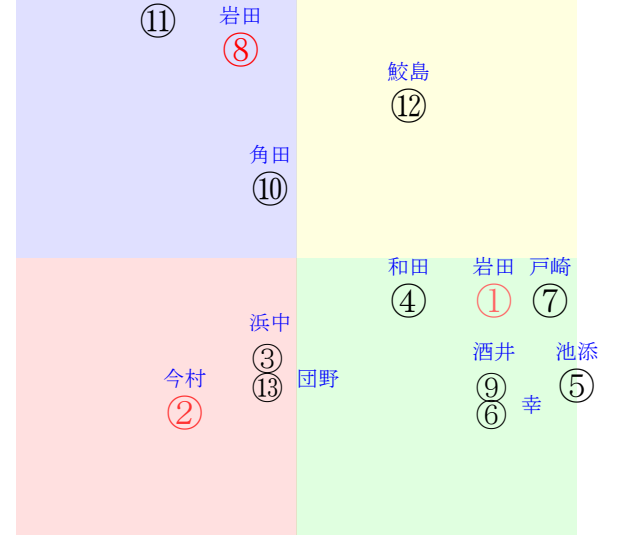 岩田
⑪
⑧
鮫島
⑫
角田
⑩
和田
岩田
戸崎
④
①
⑦
浜中
③
酒井
池添
今村
②
⑬
団野
⑨
⑤
⑥
幸